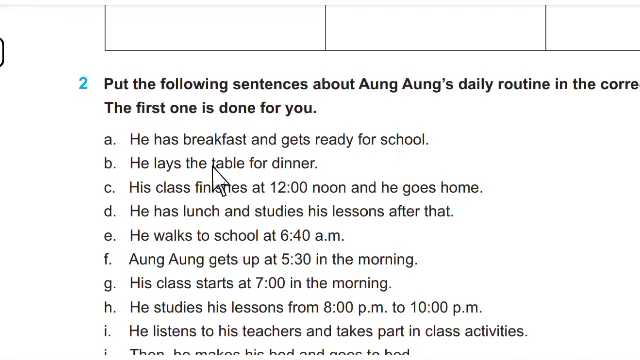 2 Put the following sentences about Aung Aung's daily routine in the
The first one is done for you.
a. He has breakfast and gets ready for school.
b. He lays the table for dinner.
c. His class finishes at 12:00 noon and he goes home.
d. He has lunch and studies his lessons after that.
e. He walks to school at 6:40 a.m.
f. Aung Aung gets up at 5:30 in the morning.
g. His class starts at 7:00 in the morning.
h. He studies his lessons from 8:00 p.m. to 10:00 p.m.
i. He listens to his teachers and takes part in class activities.
j. Then, he makes his bed and goes to bed.